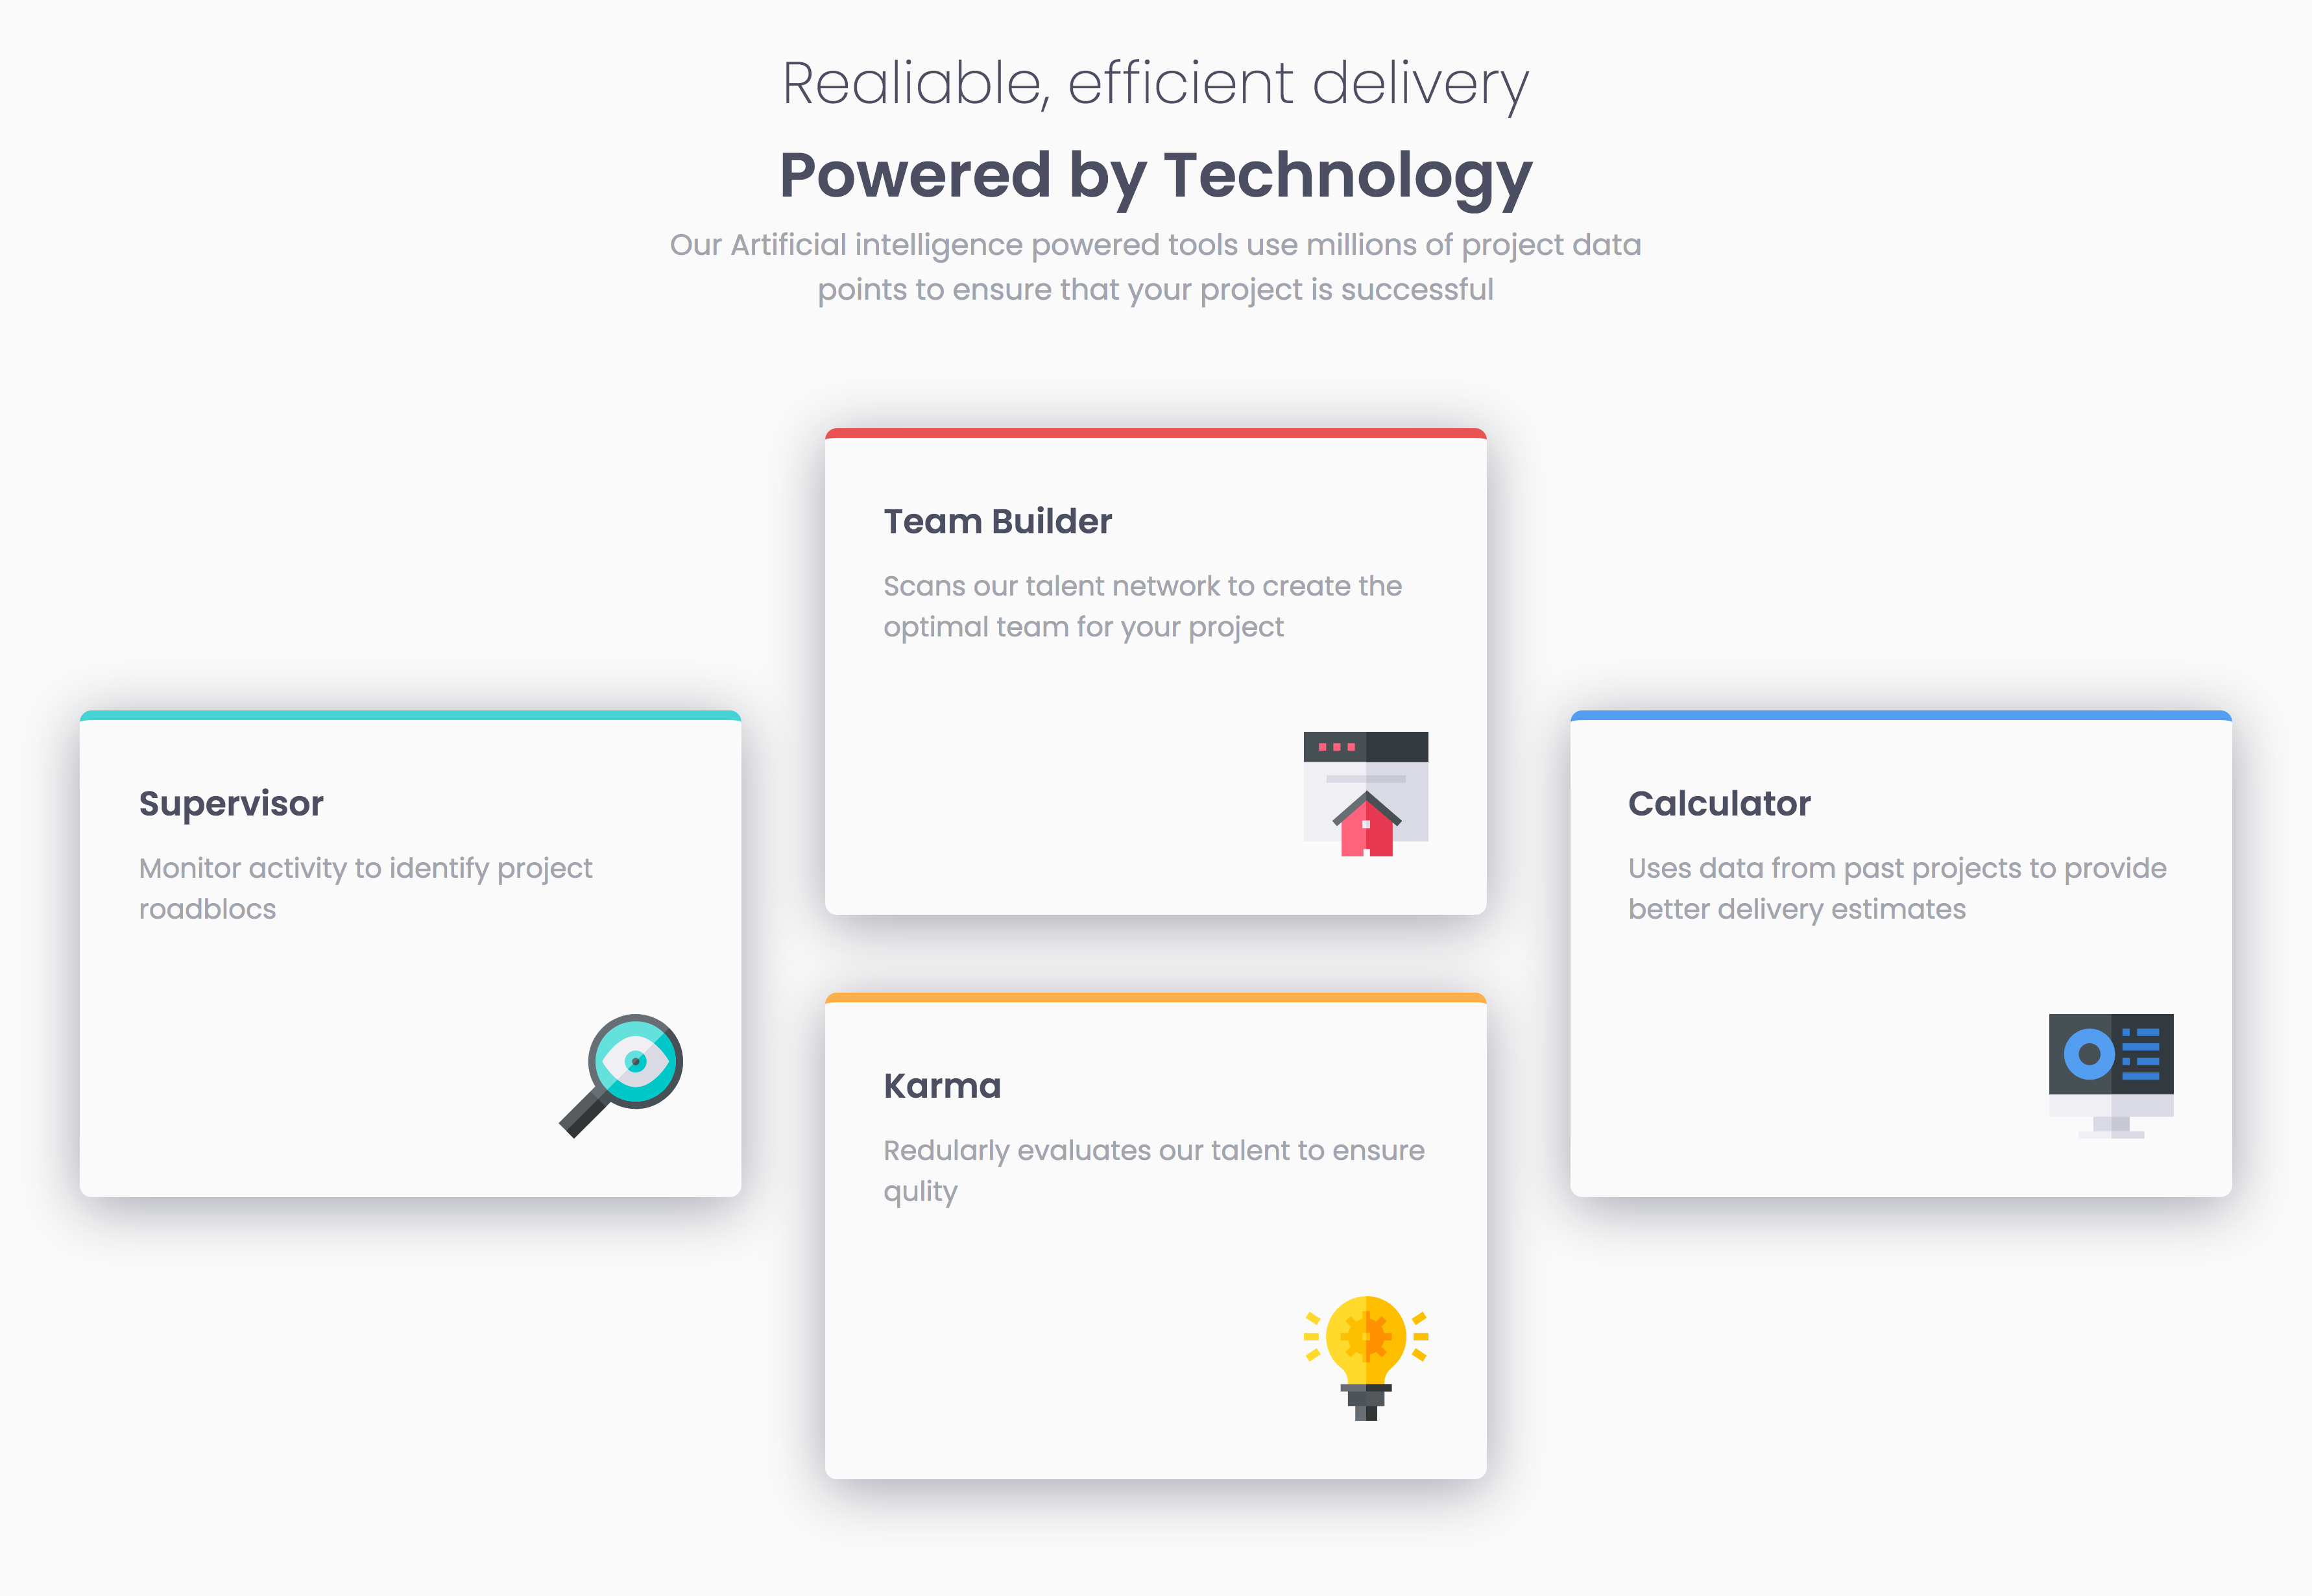 Realiable, efficient delivery
Powered by Technology
Our Artificial intelligence powered tools use millions of project data
points to ensure that your project is successful
Supervisor
Monitor activity to identify project
roadblocs
Team Builder
Scans our talent network to create the
optimal team for your project
Karma
Redularly evaluates our talent to ensure
qulity
Calculator
Uses data from past projects to provide
better delivery estimates